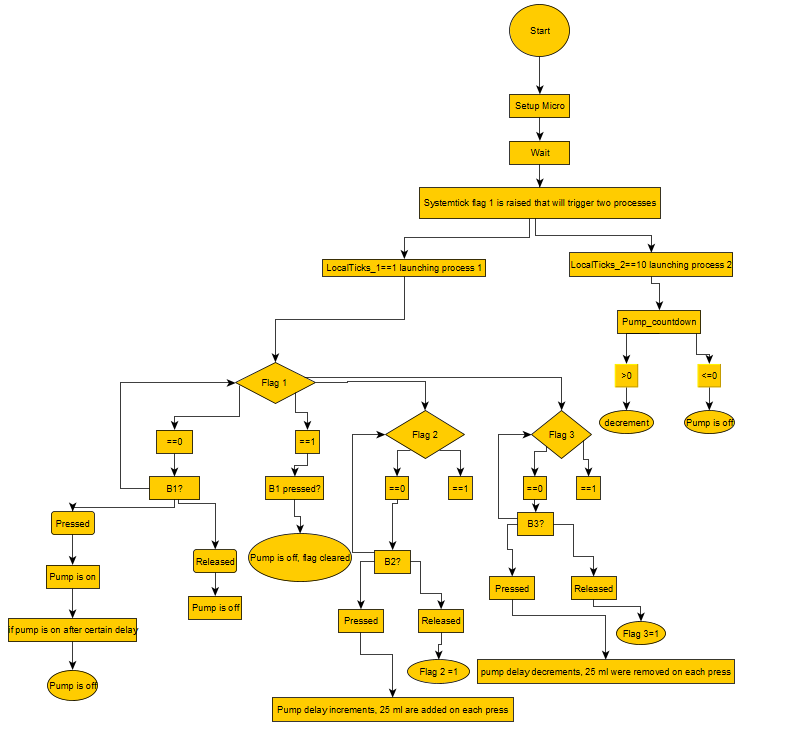 Start
Setup Micro
Wait
Systemtick flag 1 is raised that will trigger two processes
LocalTicks_1==1 launching process 1
LocalTicks_2==10 launching process 2
Pump_countdown
>0
<=0
decrement
Pump is off
Flag 1
Flag 2
Flag 3
==0
==1
==0
==1
==0
==1
B1?
B1 pressed?
B2?
B3?
Pressed
Released
Pump is off, flag cleared
Pump is on
Pump is off
Pressed
Released
Pressed
Released
if pump is on after certain delay
Flag 3=1
Pump is off
Flag 2 =1
pump delay decrements, 25 ml were removed on each press
Pump delay increments, 25 ml are added on each press